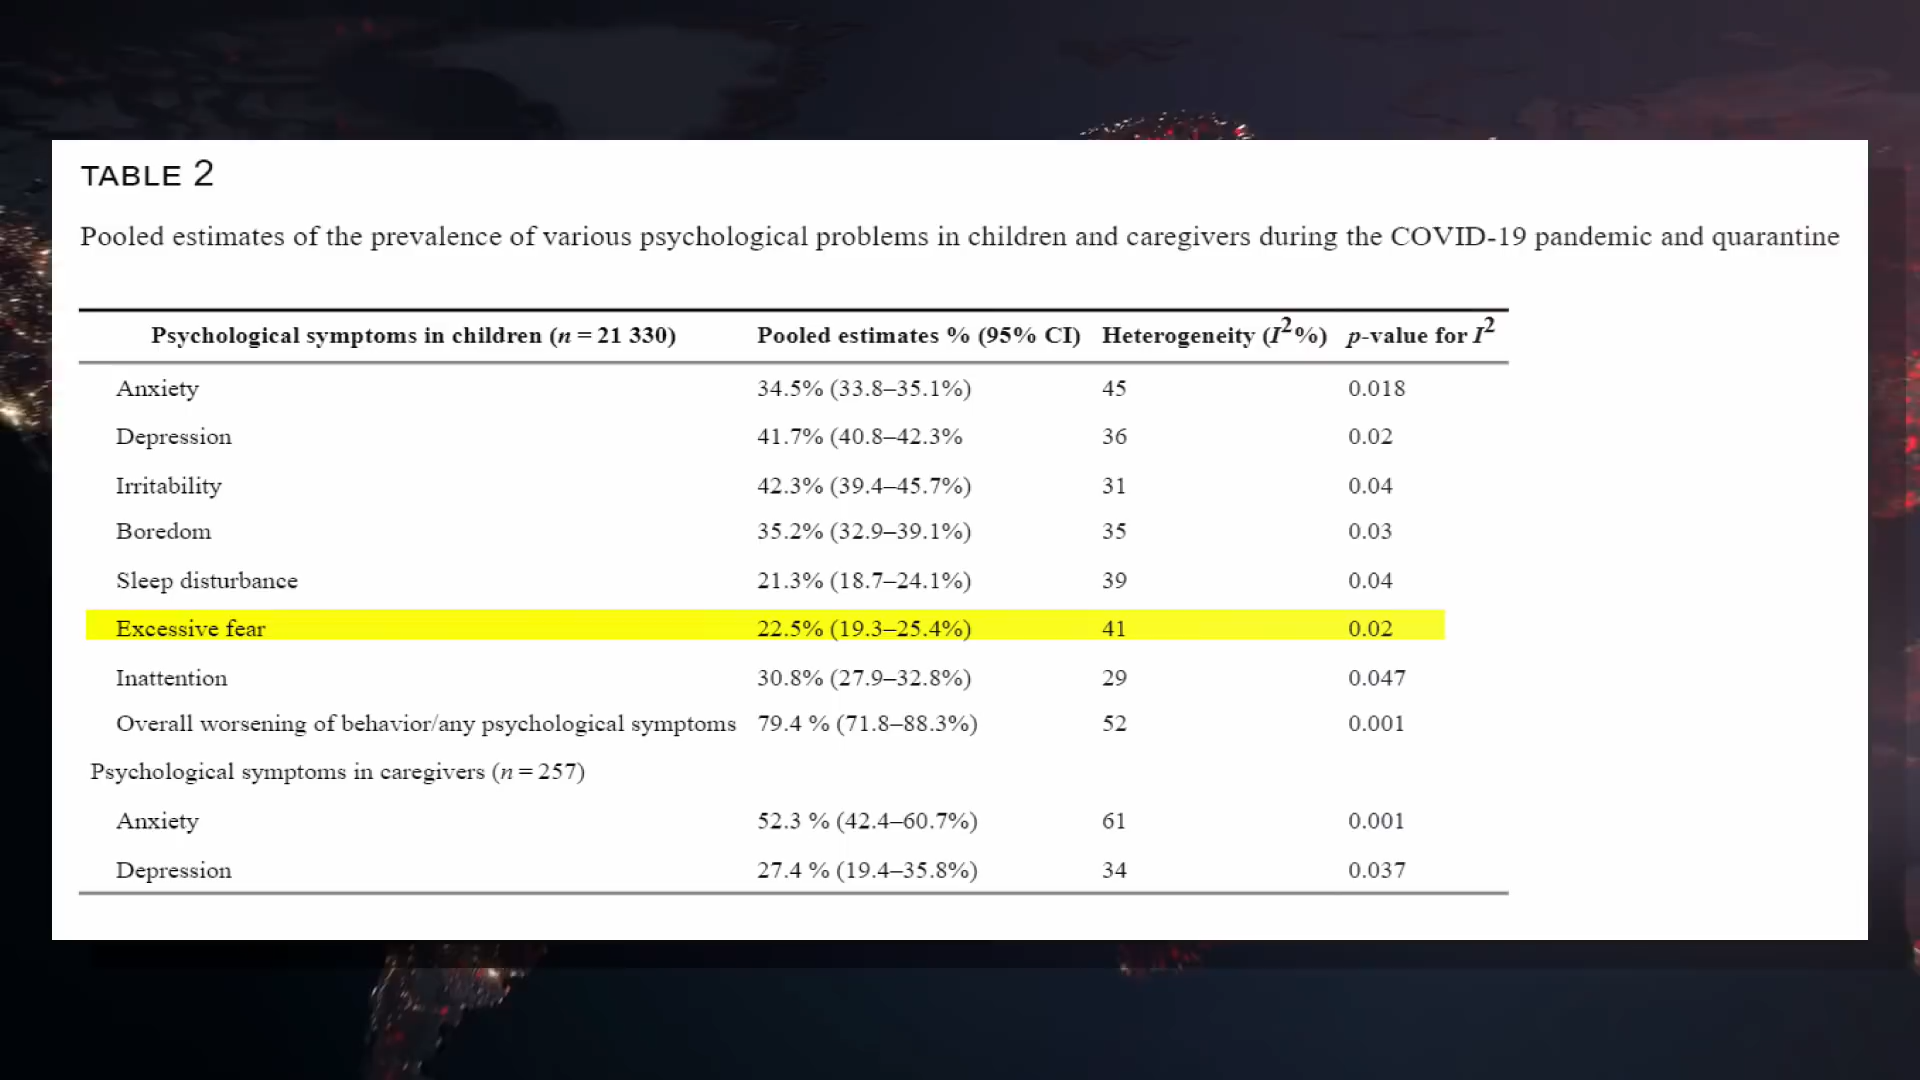 TABLE 2
Pooled estimates of the prevalence of various psychological problems in children and caregivers during the COVID-19 pandemic and quarantine
Psychological symptoms in children (n = 21 330) Pooled estimates % (95% CI) Heterogeneity (I²%) p-value for I²
Anxiety 34.5% (33.8–35.1%) 45 0.018
Depression 41.7% (40.8–42.3% 36 0.02
Irritability 42.3% (39.4–45.7%) 31 0.04
Boredom 35.2% (32.9–39.1%) 35 0.03
Sleep disturbance 21.3% (18.7–24.1%) 39 0.04
Excessive fear 22.5% (19.3–25.4%) 41 0.02
Inattention 30.8% (27.9–32.8%) 29 0.047
Overall worsening of behavior/any psychological symptoms 79.4 % (71.8–88.3%) 52 0.001
Psychological symptoms in caregivers (n = 257)
Anxiety 52.3 % (42.4–60.7%) 61 0.001
Depression 27.4 % (19.4–35.8%) 34 0.037